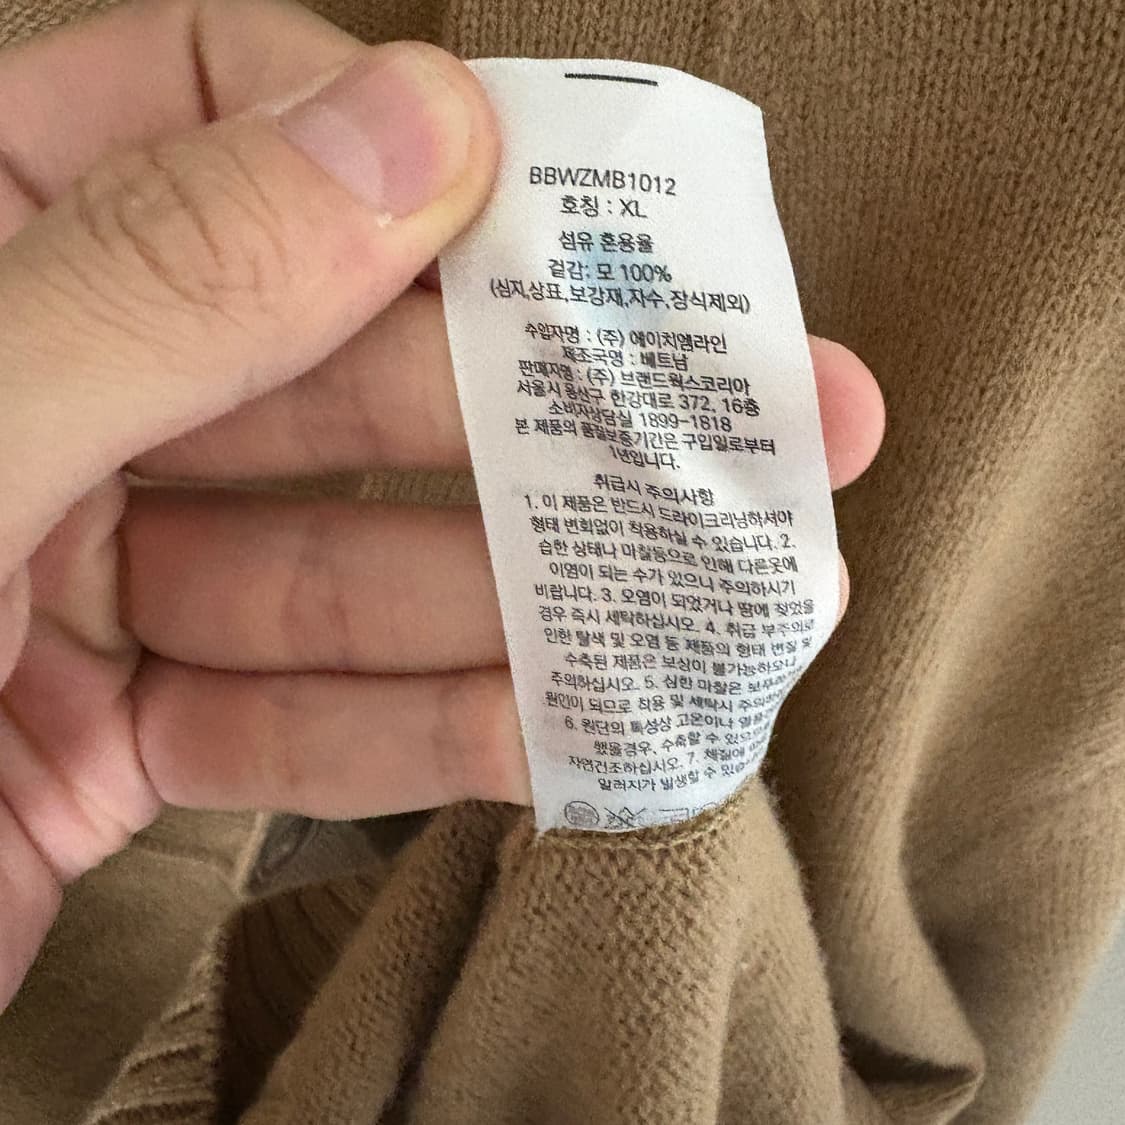 BBWZMB1012
호칭 : XL
섬유 혼용율
겉감: 모 100%
(심지,상표,보강재,자수,장식제외)
수입자명 : (주) 에이치엠라인
제조국명 : 베트남
판매자명 : (주) 브랜드웍스코리아
서울시 용산구 한강대로 372, 16층
소비자상담실 1899-1818
본 제품의 품질보증기간은 구입일로부터
1년입니다.
취급시 주의사항
1. 이 제품은 반드시 드라이크리닝하셔야
형태 변화없이 착용하실 수 있습니다. 2.
습한 상태나 마찰등으로 인해 다른옷에
이염이 되는 수가 있으니 주의하시기
바랍니다. 3. 오염이 되었거나 땀에 젖었을
경우 즉시 세탁하십시오. 4. 취급 부주의로
인한 탈색 및 오염 등 제품의 형태 변질 및
수축된 제품은 보상이 불가능하오니
주의하십시오. 5. 심한 마찰은
원인이 되므로 착용 및 세탁시
6. 원단의 특성상 고온이나
했을경우, 수축할 수
자연건조하십시오. 7. 체질에
알러지가 발생할 수